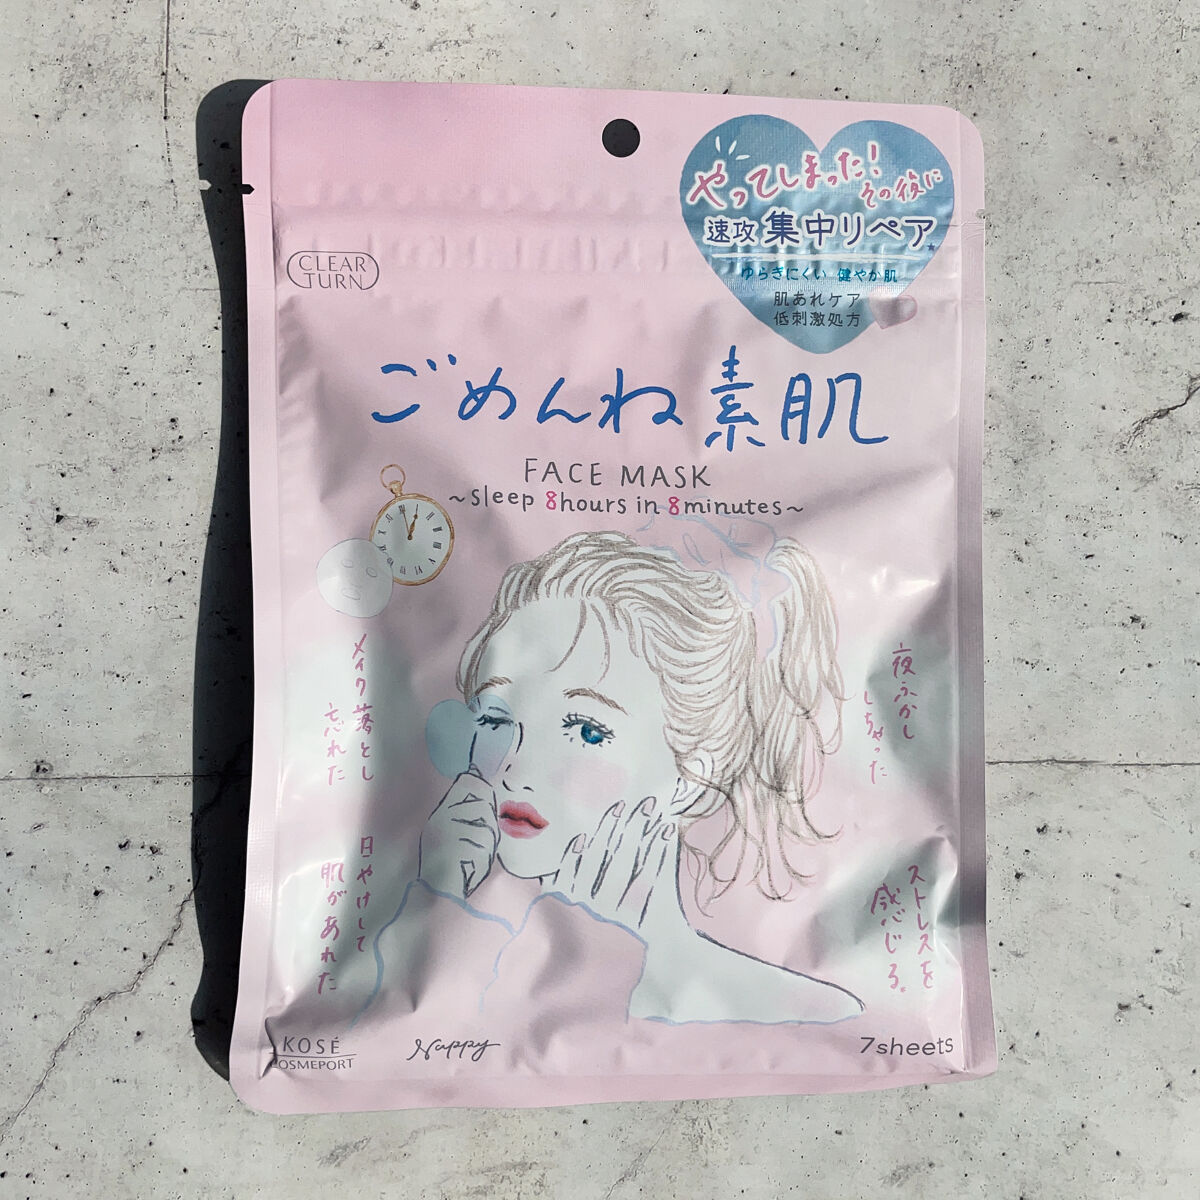 やってしまった！
その後に
速攻 集中リペア
ゆらぎにくい 健やか肌
肌あれケア
低刺激処方
CLEAR
TURN
ごめんね素肌
FACE MASK
~sleep 8hours in 8minutes~
メイク落とし
忘れた
夜ふかし
しちゃった
日やけして
肌があれた
ストレスを
感じる。
KOSÉ
COSMEPORT
Nappy
7sheets